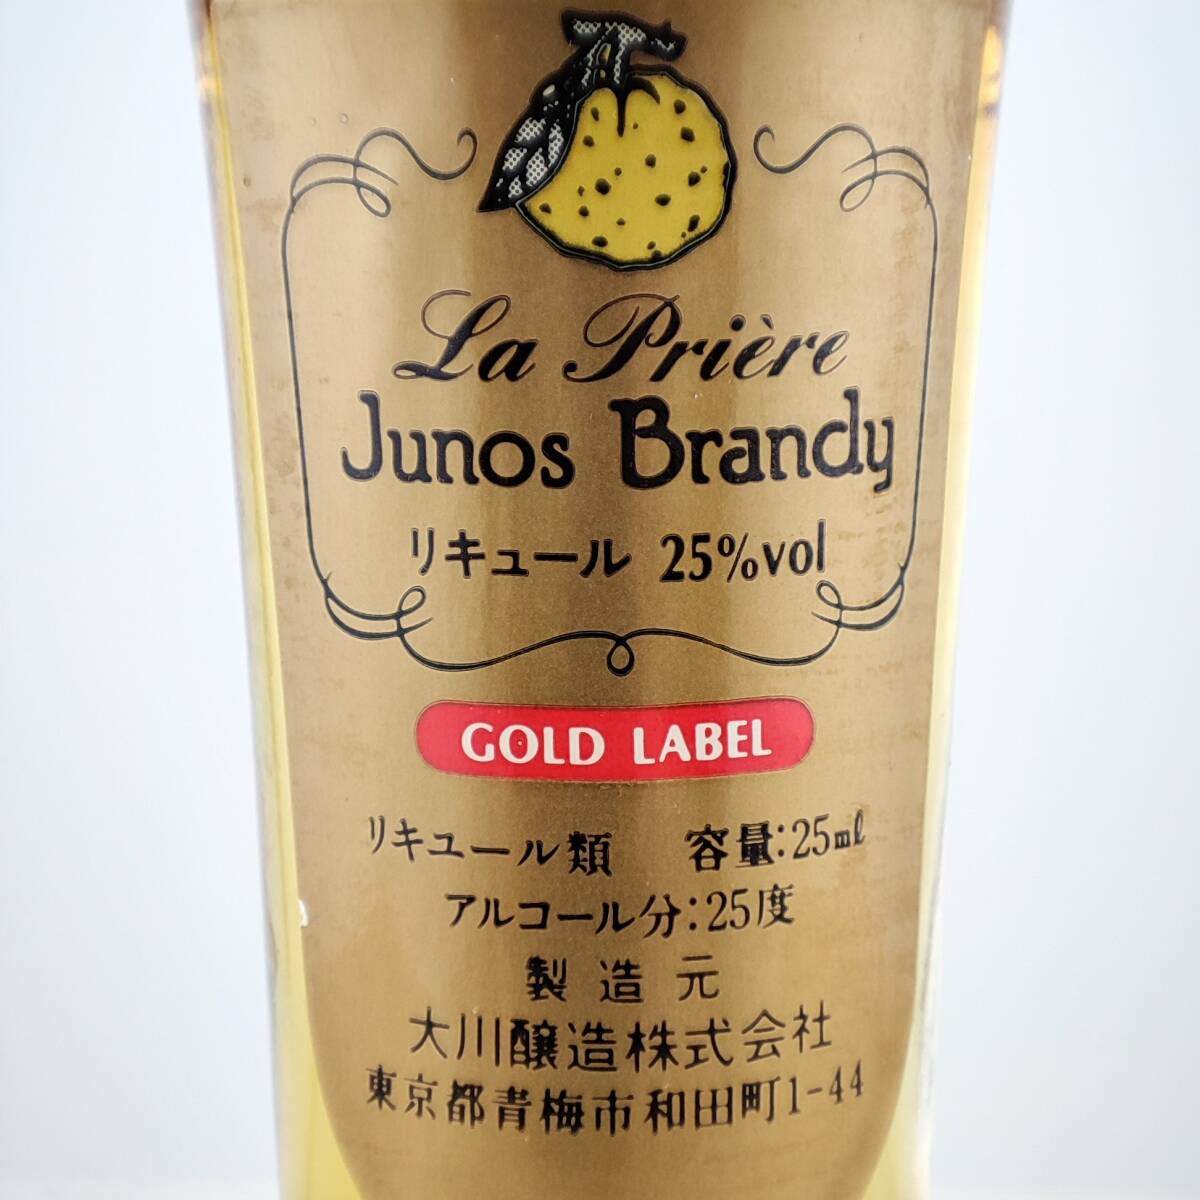 La Prière
Junos Brandy
リキュール 25%vol
GOLD LABEL
リキュール類 容量:25ml
アルコール分:25度
製造元
大川醸造株式会社
東京都青梅市和田町1-44